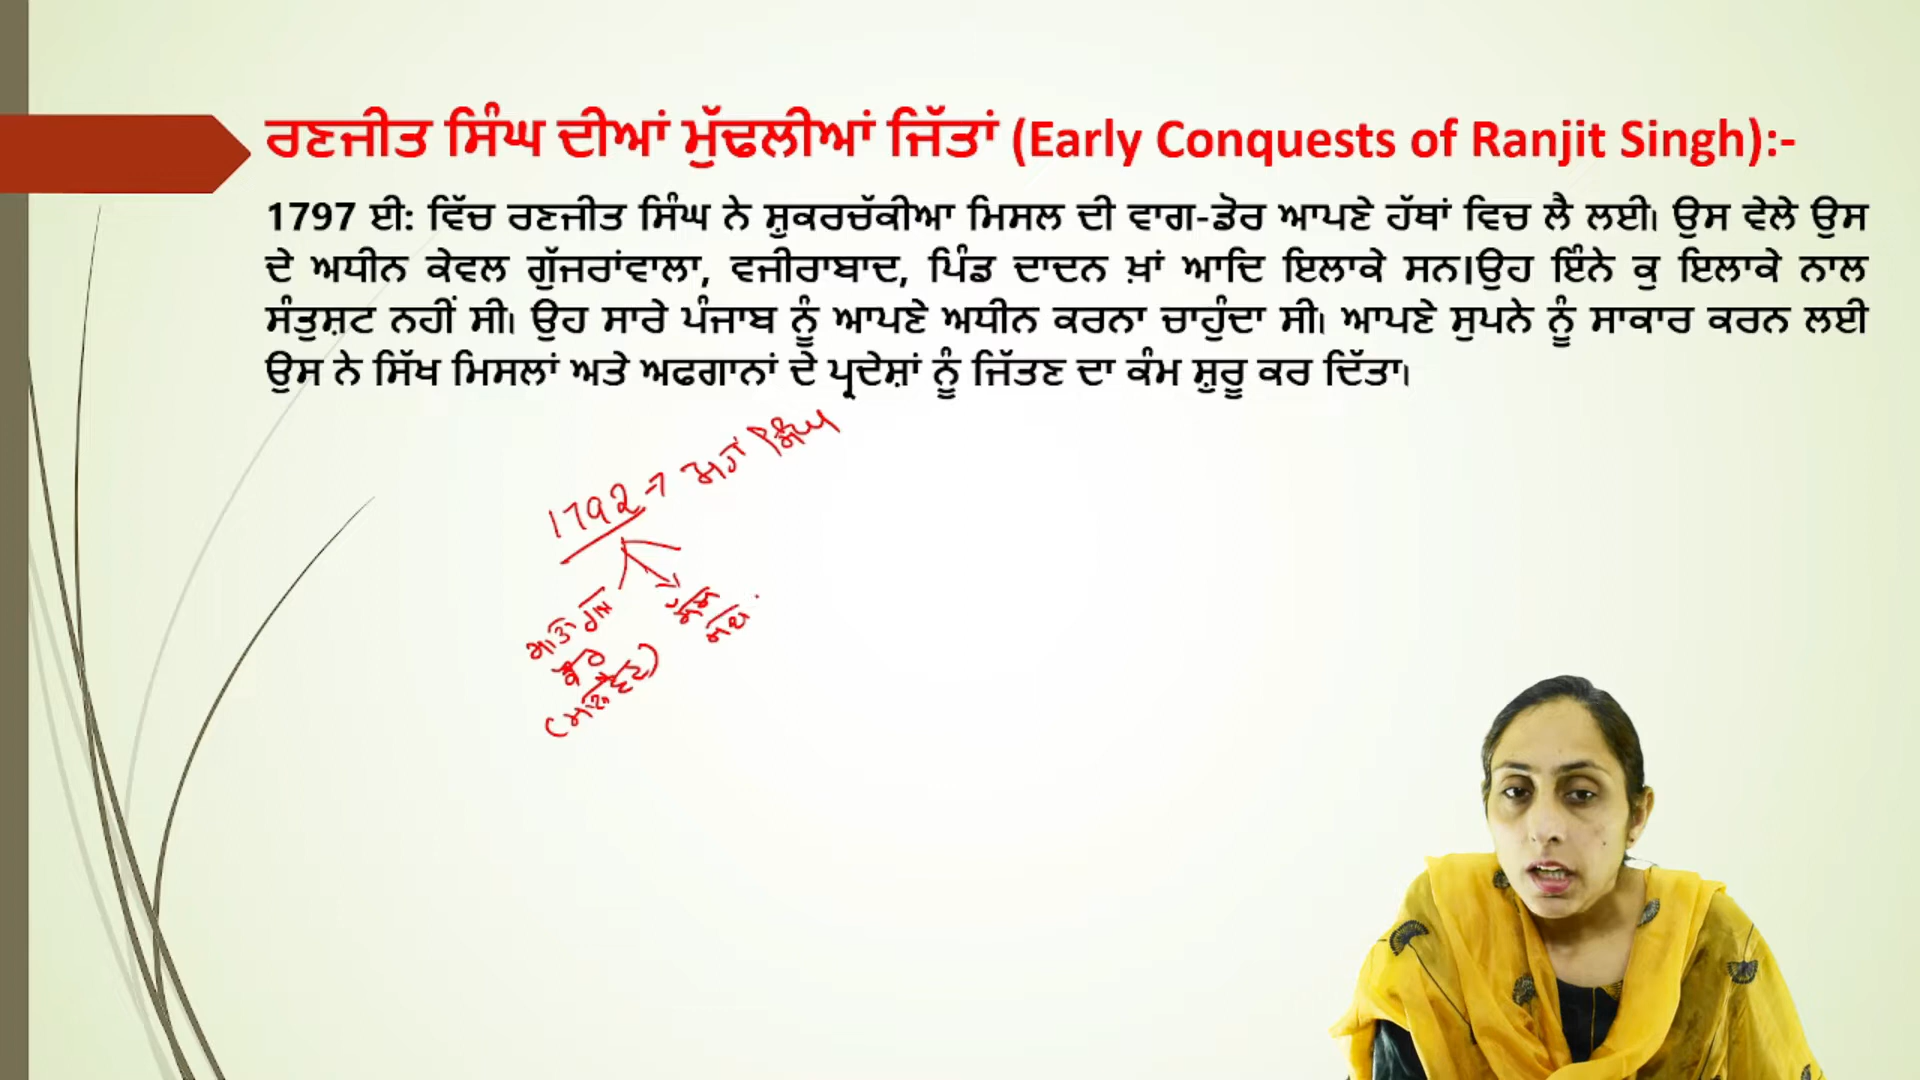 ਰਣਜੀਤ ਸਿੰਘ ਦੀਆਂ ਮੁੱਢਲੀਆਂ ਜਿੱਤਾਂ (Early Conquests of Ranjit Singh):-
1797 ਈ: ਵਿੱਚ ਰਣਜੀਤ ਸਿੰਘ ਨੇ ਸ਼ੁਕਰਚੱਕੀਆ ਮਿਸਲ ਦੀ ਵਾਗ-ਡੋਰ ਆਪਣੇ ਹੱਥਾਂ ਵਿਚ ਲੈ ਲਈ। ਉਸ ਵੇਲੇ ਉਸ
ਦੇ ਅਧੀਨ ਕੇਵਲ ਗੁੱਜਰਾਂਵਾਲਾ, ਵਜੀਰਾਬਾਦ, ਪਿੰਡ ਦਾਦਨ ਖ਼ਾਂ ਆਦਿ ਇਲਾਕੇ ਸਨ।ਉਹ ਇੰਨੇ ਕੁ ਇਲਾਕੇ ਨਾਲ
ਸੰਤੁਸ਼ਟ ਨਹੀਂ ਸੀ। ਉਹ ਸਾਰੇ ਪੰਜਾਬ ਨੂੰ ਆਪਣੇ ਅਧੀਨ ਕਰਨਾ ਚਾਹੁੰਦਾ ਸੀ। ਆਪਣੇ ਸੁਪਨੇ ਨੂੰ ਸਾਕਾਰ ਕਰਨ ਲਈ
ਉਸ ਨੇ ਸਿੱਖ ਮਿਸਲਾਂ ਅਤੇ ਅਫਗਾਨਾਂ ਦੇ ਪ੍ਰਦੇਸ਼ਾਂ ਨੂੰ ਜਿੱਤਣ ਦਾ ਕੰਮ ਸ਼ੁਰੂ ਕਰ ਦਿੱਤਾ।
1792 → ਮਹਾਂ ਸਿੰਘ
ਕੌਰ